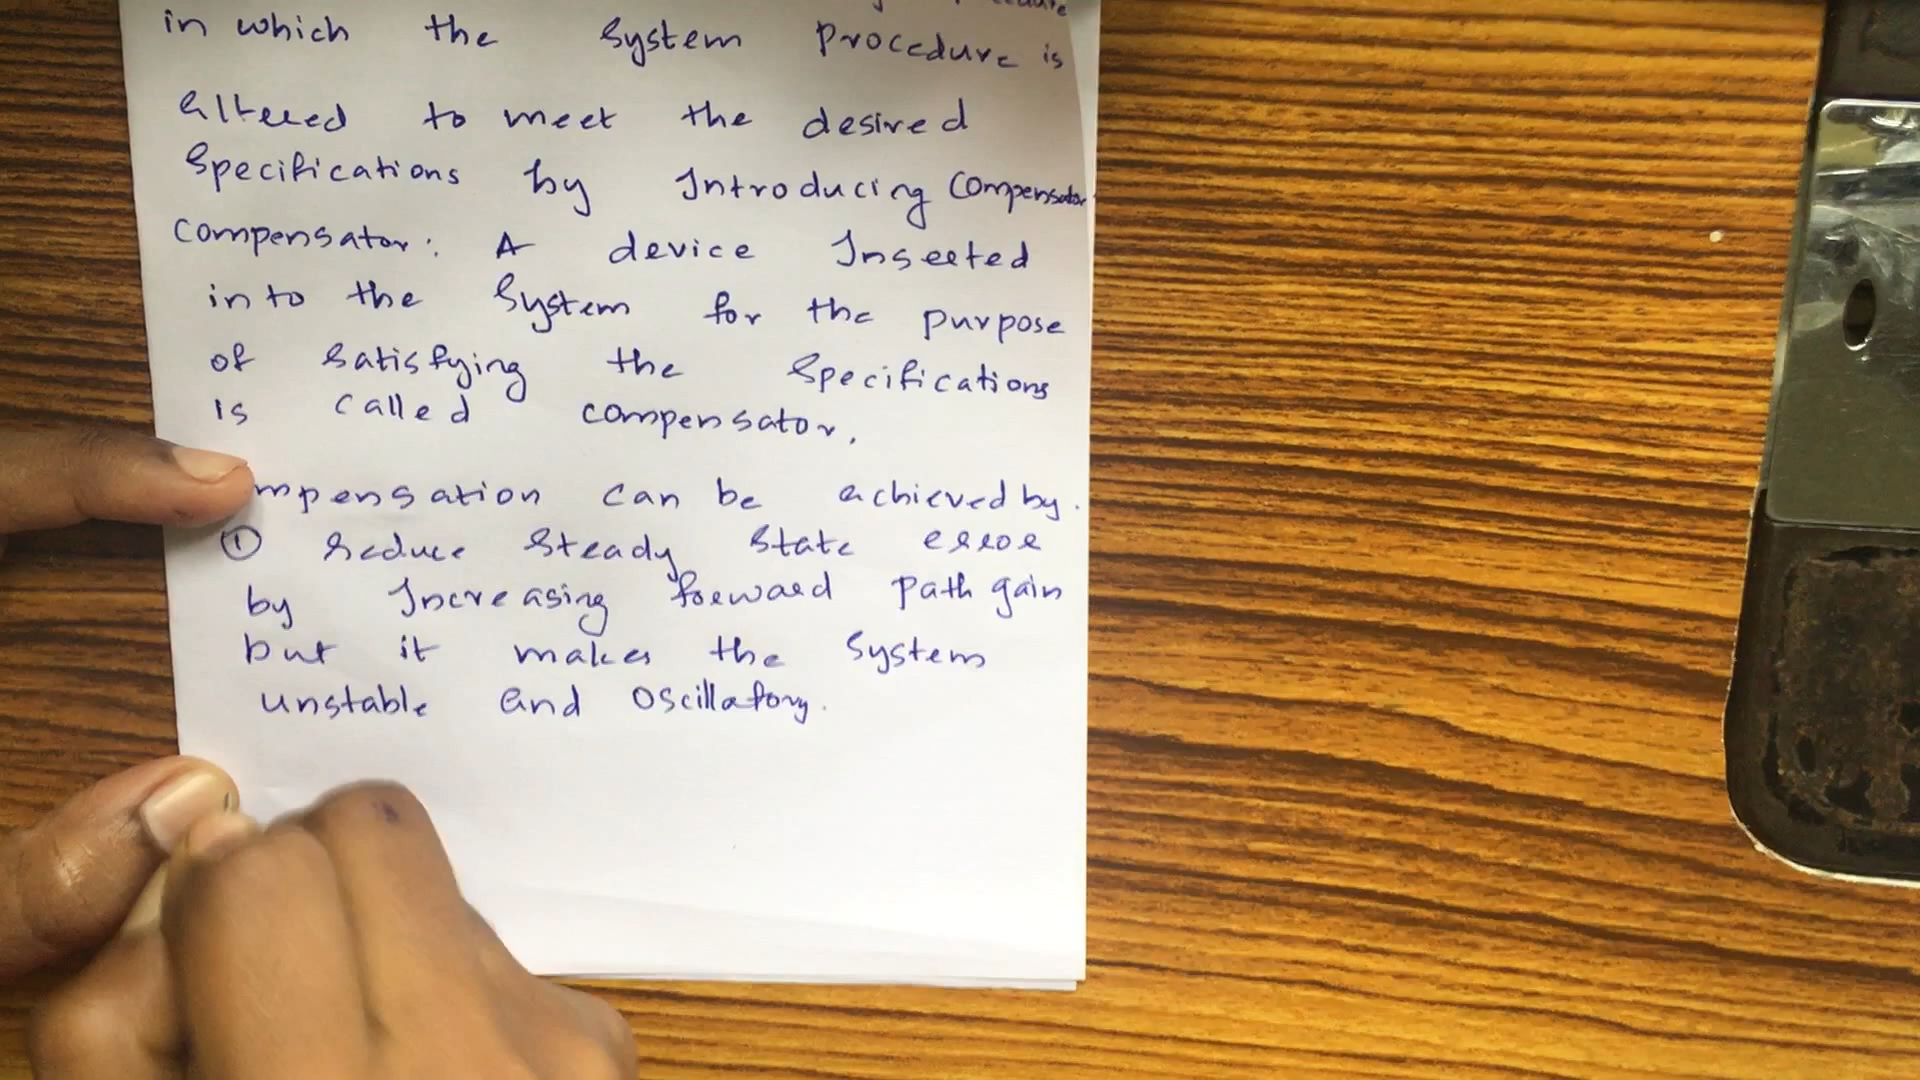 in which the system procedure is
altered to meet the desired
specifications by Introducing compensator.
compensator: A device Inserted
into the system for the purpose
of satisfying the specifications
is called compensator.
mpensation can be achieved by.
① reduce steady state error
by Increasing forward path gain
but it makes the system
unstable and oscillatory.